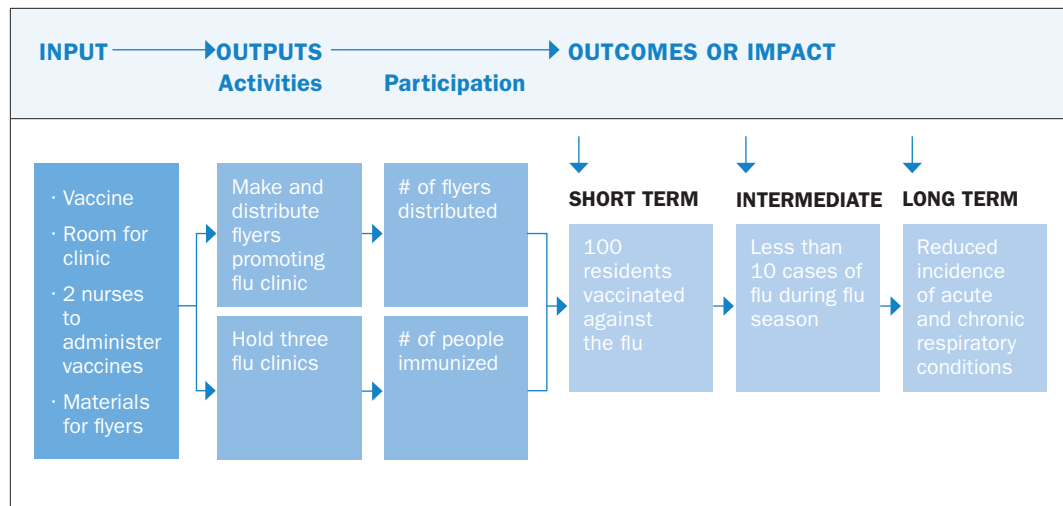 INPUT
OUTPUTS
OUTCOMES OR IMPACT
Activities
Participation
· Vaccine
· Room for
clinic
· 2 nurses
to
administer
vaccines
· Materials
for flyers
Make and
distribute
flyers
promoting
flu clinic
# of flyers
distributed
Hold three
flu clinics
# of people
immunized
SHORT TERM
100
residents
vaccinated
against
the flu
INTERMEDIATE
Less than
10 cases of
flu during flu
season
LONG TERM
Reduced
incidence
of acute
and chronic
respiratory
conditions